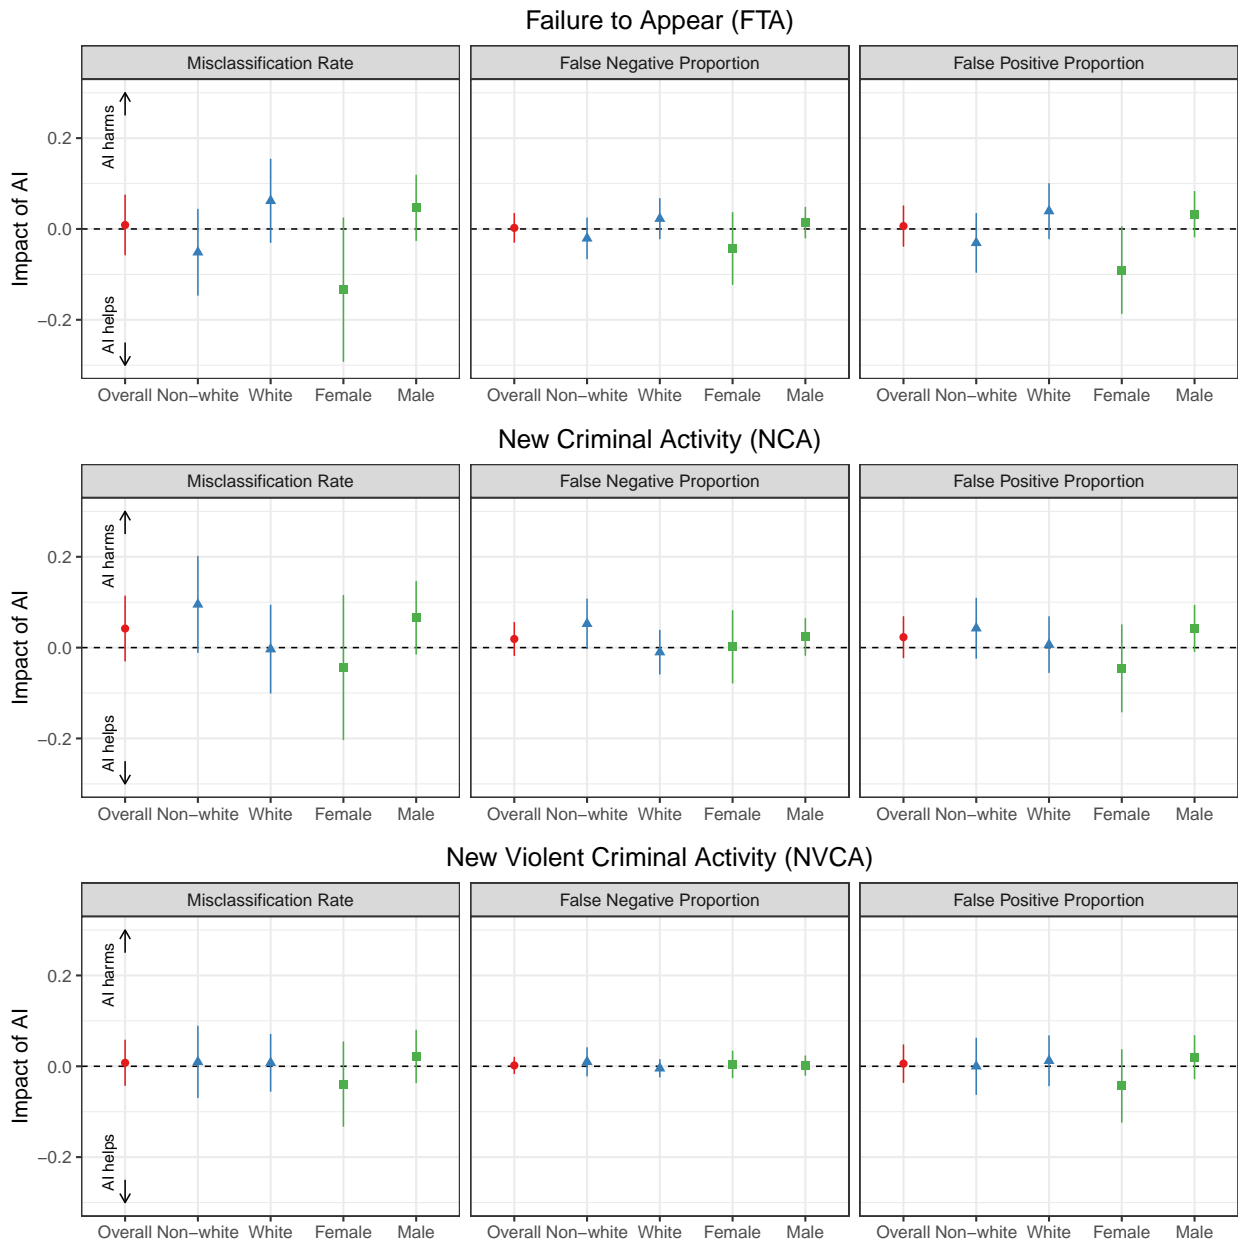 Failure to Appear (FTA)
Misclassification Rate
False Negative Proportion
False Positive Proportion
Impact of AI
0.2
0.0
−0.2
AI harms
AI helps
Overall Non−white White Female Male
Overall Non−white White Female Male
Overall Non−white White Female Male
New Criminal Activity (NCA)
Misclassification Rate
False Negative Proportion
False Positive Proportion
Impact of AI
0.2
0.0
−0.2
AI harms
AI helps
Overall Non−white White Female Male
Overall Non−white White Female Male
Overall Non−white White Female Male
New Violent Criminal Activity (NVCA)
Misclassification Rate
False Negative Proportion
False Positive Proportion
Impact of AI
0.2
0.0
−0.2
AI harms
AI helps
Overall Non−white White Female Male
Overall Non−white White Female Male
Overall Non−white White Female Male